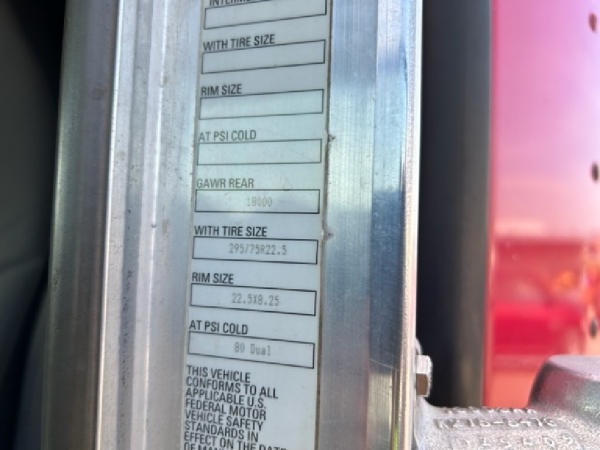 WITH TIRE SIZE
RIM SIZE
AT PSI COLD
GAWR REAR
18000
WITH TIRE SIZE
295/75R22.5
RIM SIZE
22.5X8.25
AT PSI COLD
80 Dual
THIS VEHICLE
CONFORMS TO ALL
APPLICABLE U.S.
FEDERAL MOTOR
VEHICLE SAFETY
STANDARDS IN
EFFECT ON THE DATE